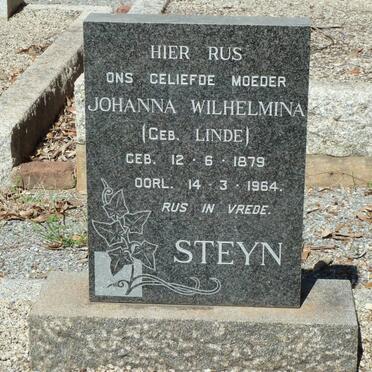 HIER RUS
ONS GELIEFDE MOEDER
JOHANNA WILHELMINA
(GEB. LINDE)
GEB. 12 · 6 · 1879
OORL. 14 · 3 · 1964.
RUS IN VREDE.
STEYN